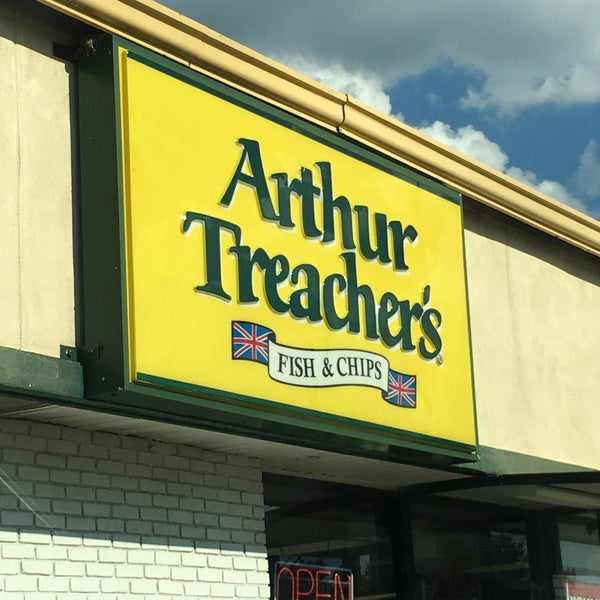 Arthur
Treacher's
FISH & CHIPS
OPEN